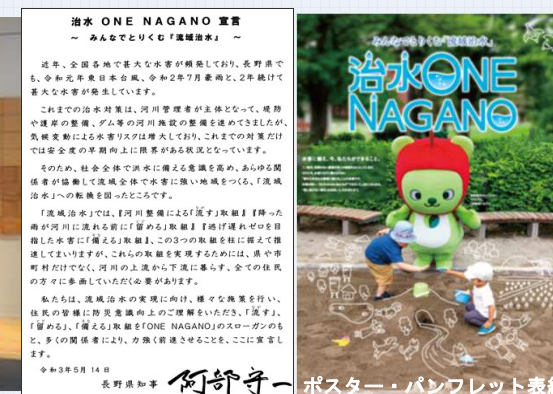 治水 ONE NAGANO 宣言
～ みんなでとりくむ『流域治水』 ～
近年、全国各地で甚大な水害が頻発しており、長野県で
も、令和元年東日本台風、令和2年7月豪雨と、2年続けて
甚大な水害が発生しています。
これまでの治水対策は、河川管理者が主体となって、堤防
や護岸の整備、ダム等の河川施設の整備を進めてきましたが、
気候変動による水害リスクは増大しており、これまでの対策だけ
では安全度の早期向上に限界がある状況となっています。
そのため、社会全体で洪水に備える意識を高め、あらゆる関
係者が協働して流域全体で水害に強い地域をつくる、「流域
治水」への転換を図ったところです。
「流域治水」では、『河川整備による「流す」取組』『降った
雨が河川に流れる前に「留める」取組』『逃げ遅れゼロを目
指した水害に「備える」取組』、この3つの取組を柱に据えて推
進してまいりますが、これらの取組を実現するためには、県や市
町村だけでなく、河川の上流から下流に暮らす、全ての住民
の方々に参画していただく必要があります。
私たちは、流域治水の実現に向け、様々な施策を行い、
住民の皆様に防災意識向上のご理解をいただき、「流す」、
「留める」、「備える」取組を「ONE NAGANO」のスローガンのも
と、多くの関係者により、力強く前進させることを、ここに宣言し
ます。
令和3年5月14日
長野県知事 阿部守一
みんなでとりくむ『流域治水』
治水ONE
NAGANO
水害に備え、今、私たちができること。
ポスター・パンフレット表紙